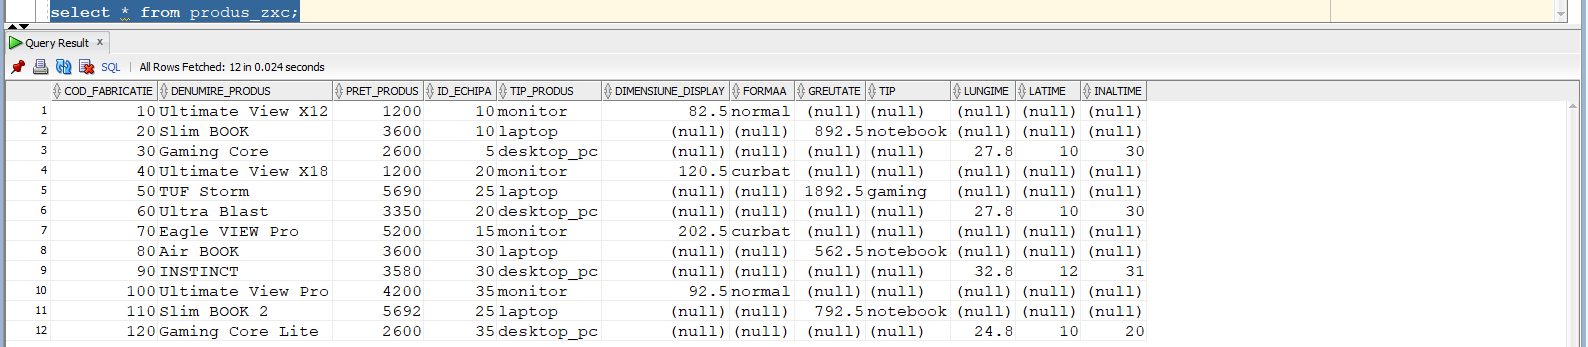 select * from produs_zxc;
Query Result x
SQL | All Rows Fetched: 12 in 0.024 seconds
COD_FABRICATIE DENUMIRE_PRODUS PRET_PRODUS ID_ECHIPA TIP_PRODUS DIMENSIUNE_DISPLAY FORMAA GREUTATE TIP LUNGIME LATIME INALTIME
1 10 Ultimate View X12 1200 10 monitor 82.5 normal (null) (null) (null) (null) (null)
2 20 Slim BOOK 3600 10 laptop (null) (null) 892.5 notebook (null) (null) (null)
3 30 Gaming Core 2600 5 desktop_pc (null) (null) (null) (null) 27.8 10 30
4 40 Ultimate View X18 1200 20 monitor 120.5 curbat (null) (null) (null) (null) (null)
5 50 TUF Storm 5690 25 laptop (null) (null) 1892.5 gaming (null) (null) (null)
6 60 Ultra Blast 3350 20 desktop_pc (null) (null) (null) (null) 27.8 10 30
7 70 Eagle VIEW Pro 5200 15 monitor 202.5 curbat (null) (null) (null) (null) (null)
8 80 Air BOOK 3600 30 laptop (null) (null) 562.5 notebook (null) (null) (null)
9 90 INSTINCT 3580 30 desktop_pc (null) (null) (null) (null) 32.8 12 31
10 100 Ultimate View Pro 4200 35 monitor 92.5 normal (null) (null) (null) (null) (null)
11 110 Slim BOOK 2 5692 25 laptop (null) (null) 792.5 notebook (null) (null) (null)
12 120 Gaming Core Lite 2600 35 desktop_pc (null) (null) (null) (null) 24.8 10 20